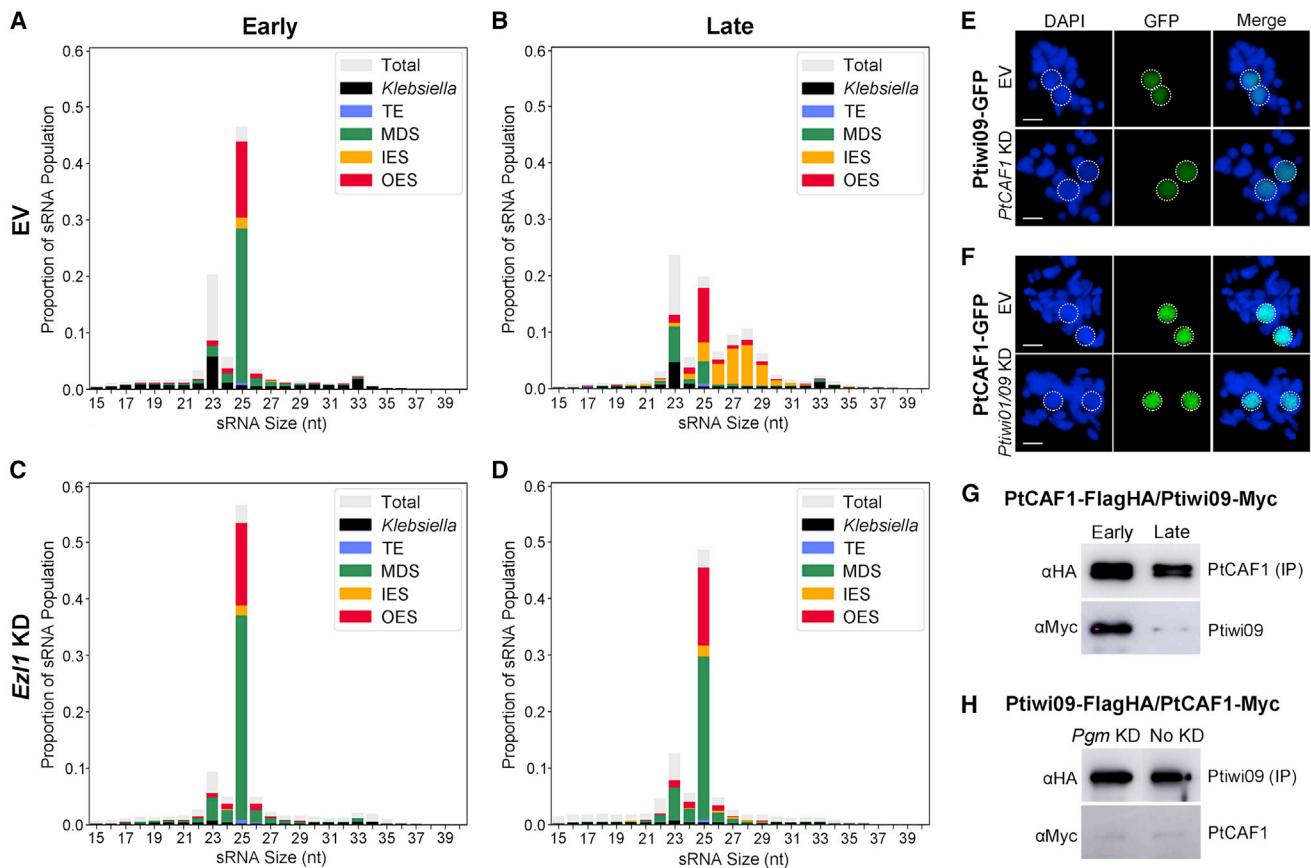 A
Early
0.6
0.5
0.4
0.3
0.2
0.1
0.0
Proportion of sRNA Population
EV
Total
Klebsiella
TE
MDS
IES
OES
15 17 19 21 23 25 27 29 31 33 35 37 39
sRNA Size (nt)
B
Late
0.6
0.5
0.4
0.3
0.2
0.1
0.0
Proportion of sRNA Population
Total
Klebsiella
TE
MDS
IES
OES
15 17 19 21 23 25 27 29 31 33 35 37 39
sRNA Size (nt)
C
0.6
0.5
0.4
0.3
0.2
0.1
0.0
Proportion of sRNA Population
Ezl1 KD
Total
Klebsiella
TE
MDS
IES
OES
15 17 19 21 23 25 27 29 31 33 35 37 39
sRNA Size (nt)
D
0.6
0.5
0.4
0.3
0.2
0.1
0.0
Proportion of sRNA Population
Total
Klebsiella
TE
MDS
IES
OES
15 17 19 21 23 25 27 29 31 33 35 37 39
sRNA Size (nt)
E
DAPI GFP Merge
Ptiwi09-GFP
EV
PtCAF1 KD
F
PtCAF1-GFP
EV
Ptiwi01/09 KD
G
PtCAF1-FlagHA/Ptiwi09-Myc
Early Late
αHA PtCAF1 (IP)
αMyc Ptiwi09
H
Ptiwi09-FlagHA/PtCAF1-Myc
Pgm KD No KD
αHA Ptiwi09 (IP)
αMyc PtCAF1